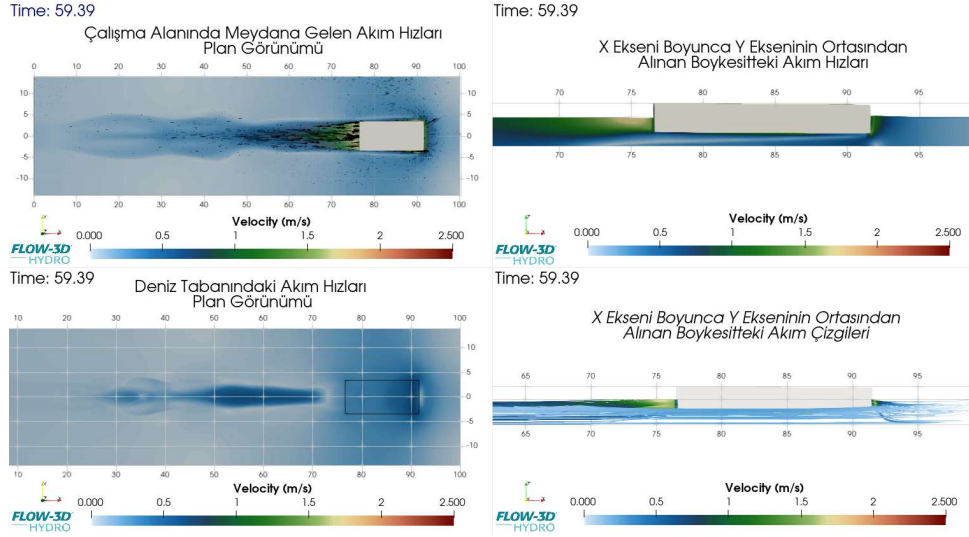 Time: 59.39
Çalışma Alanında Meydana Gelen Akım Hızları
Plan Görünümü
0 10 20 30 40 50 60 70 80 90 100
10
5
0
-5
-10
10
5
0
-5
-10
0 10 20 30 40 50 60 70 80 90 100
Velocity (m/s)
0.000 0.5 1 1.5 2 2.500
FLOW-3D
HYDRO
Time: 59.39
X Ekseni Boyunca Y Ekseninin Ortasından
Alınan Boykesitteki Akım Hızları
70 75 80 85 90 95
70 75 80 85 90 95
Velocity (m/s)
0.000 0.5 1 1.5 2 2.500
FLOW-3D
HYDRO
Time: 59.39
Deniz Tabanındaki Akım Hızları
Plan Görünümü
10 20 30 40 50 60 70 80 90 100
10
5
0
-5
-10
10 20 30 40 50 60 70 80 90 100
Velocity (m/s)
0.000 0.5 1 1.5 2 2.500
FLOW-3D
HYDRO
Time: 59.39
X Ekseni Boyunca Y Ekseninin Ortasından
Alınan Boykesitteki Akım Çizgileri
65 70 75 80 85 90 95
65 70 75 80 85 90 95
Velocity (m/s)
0.000 0.5 1 1.5 2 2.500
FLOW-3D
HYDRO